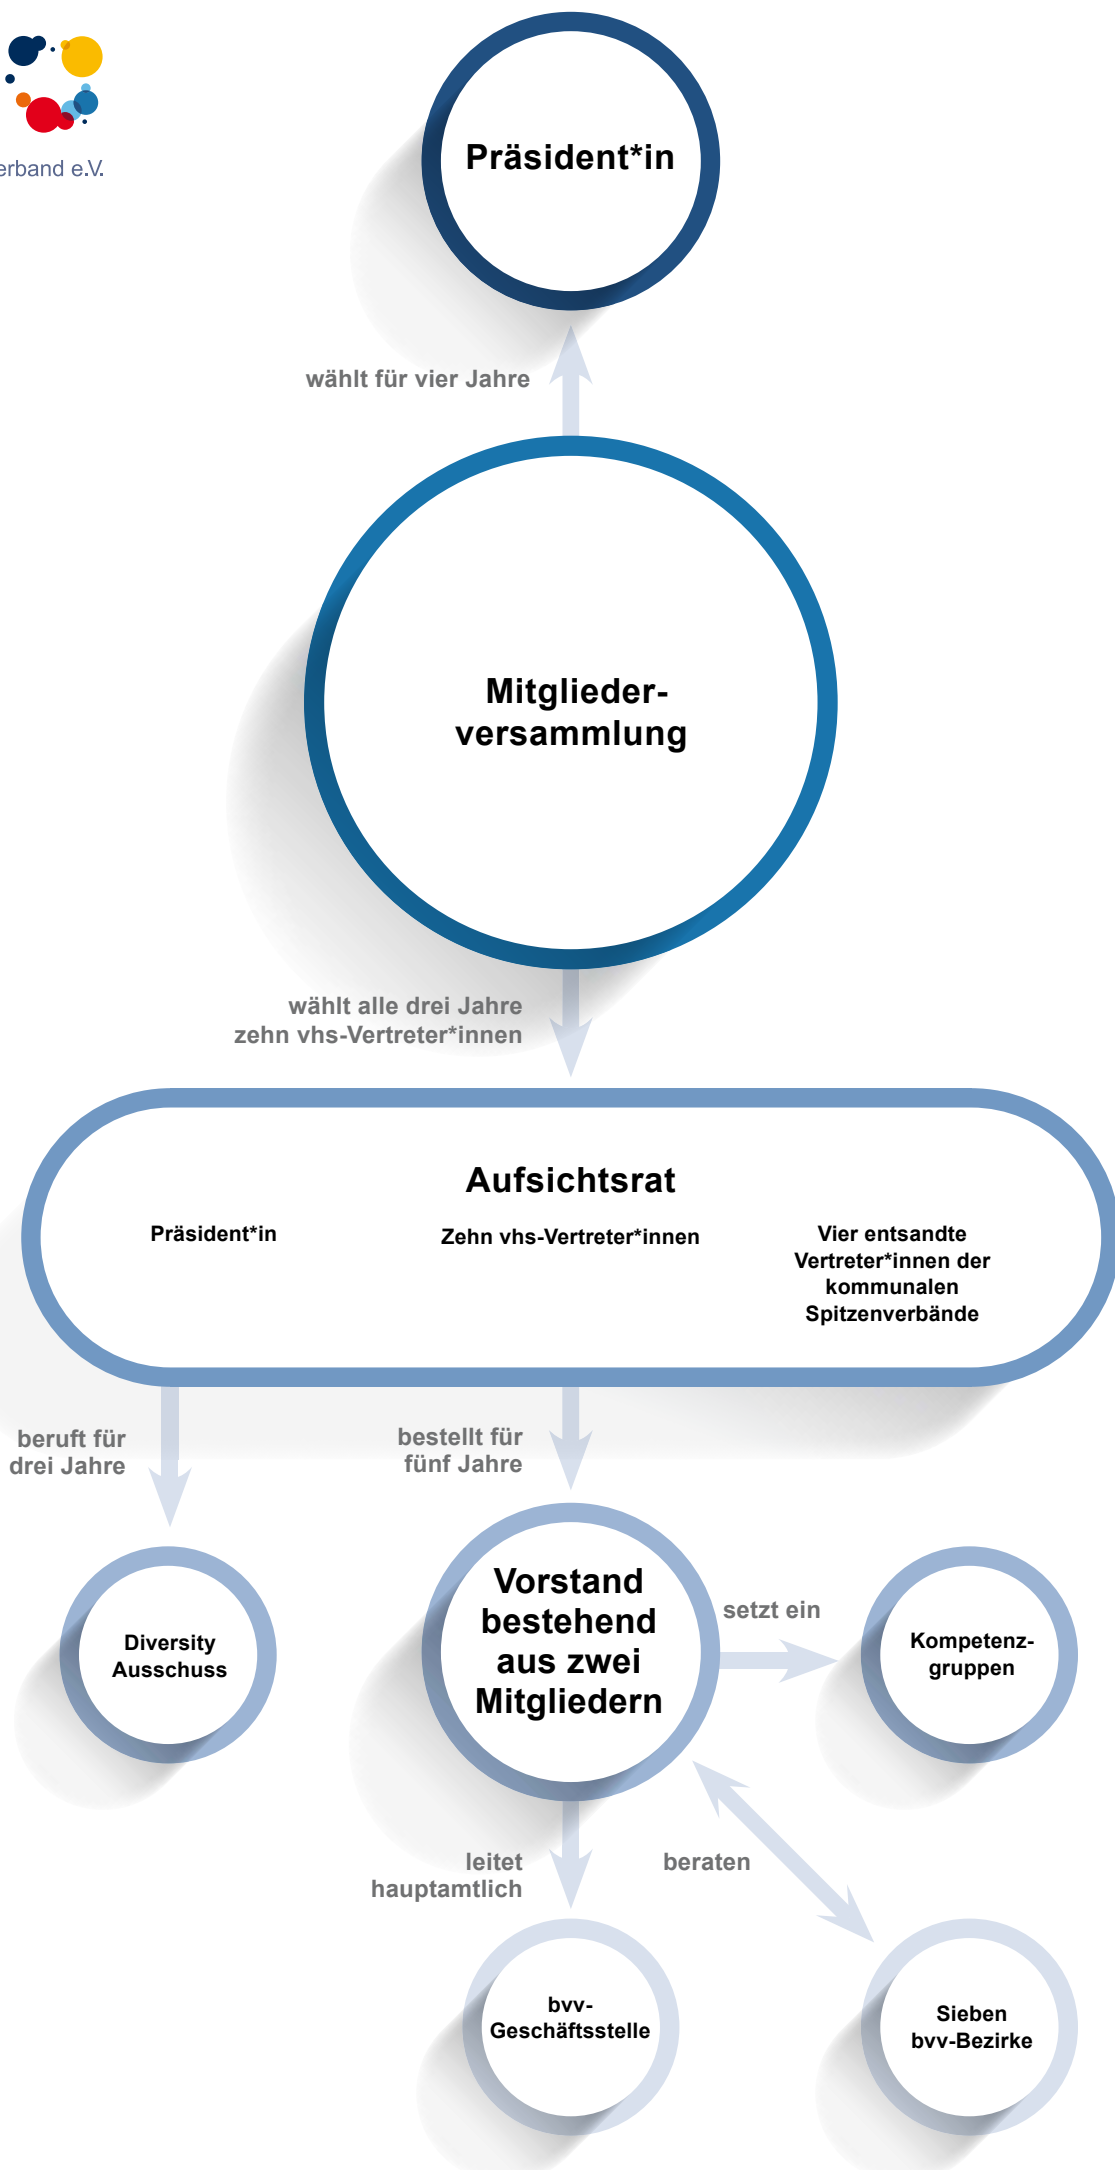 e.V.
Präsident*in
wählt für vier Jahre
Mitglieder-
versammlung
wählt alle drei Jahre
zehn vhs-Vertreter*innen
Aufsichtsrat
Präsident*in
Zehn vhs-Vertreter*innen
Vier entsandte
Vertreter*innen der
kommunalen
Spitzenverbände
beruft für
drei Jahre
bestellt für
fünf Jahre
Diversity
Ausschuss
Vorstand
bestehend
aus zwei
Mitgliedern
setzt ein
Kompetenz-
gruppen
leitet
hauptamtlich
beraten
bvv-
Geschäftsstelle
Sieben
bvv-Bezirke